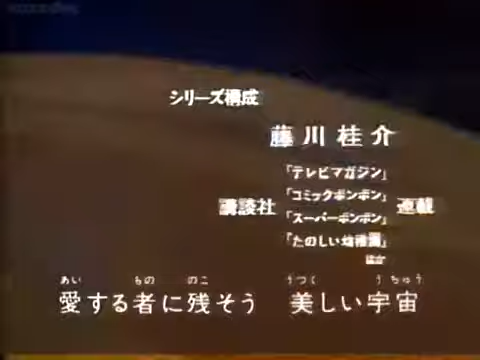 シリーズ構成
藤川桂介
「テレビマガジン」
「コミックボンボン」
講談社 連載
「スーパーボンボン」
「たのしい幼稚園」
ほか
あい もの のこ うつく うちゅう
愛する者に残そう 美しい宇宙